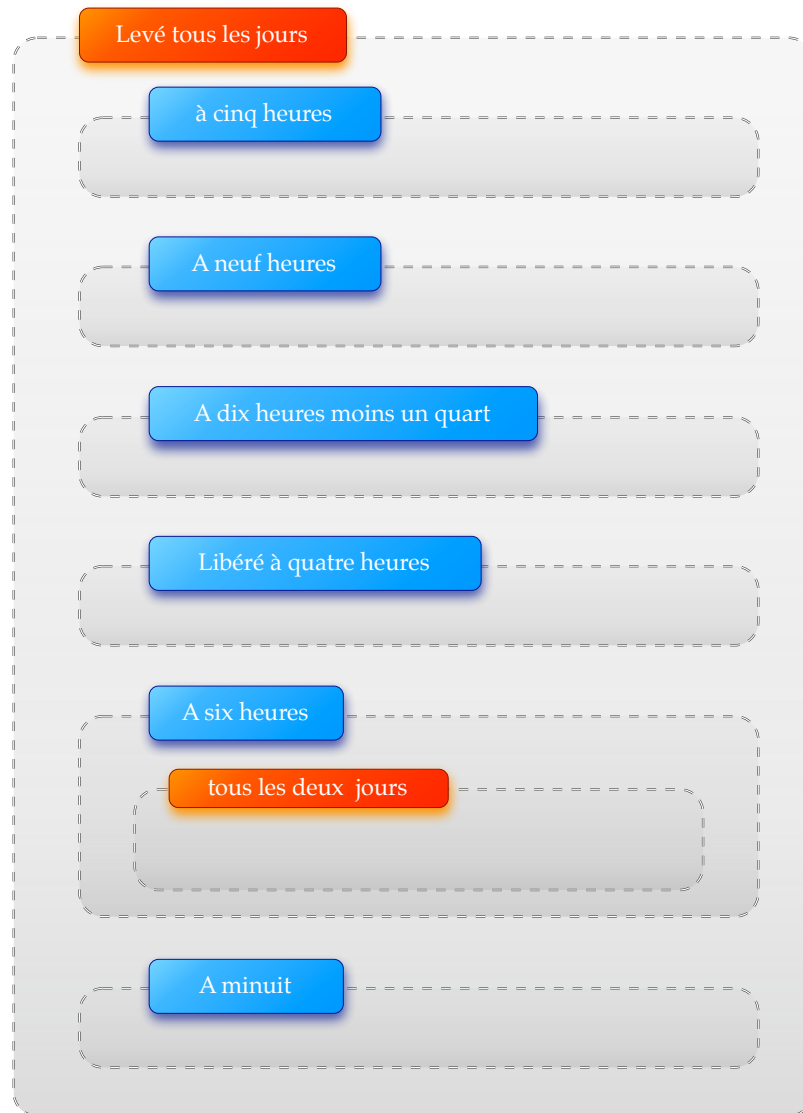 Levé tous les jours
à cinq heures
A neuf heures
A dix heures moins un quart
Libéré à quatre heures
A six heures
tous les deux jours
A minuit